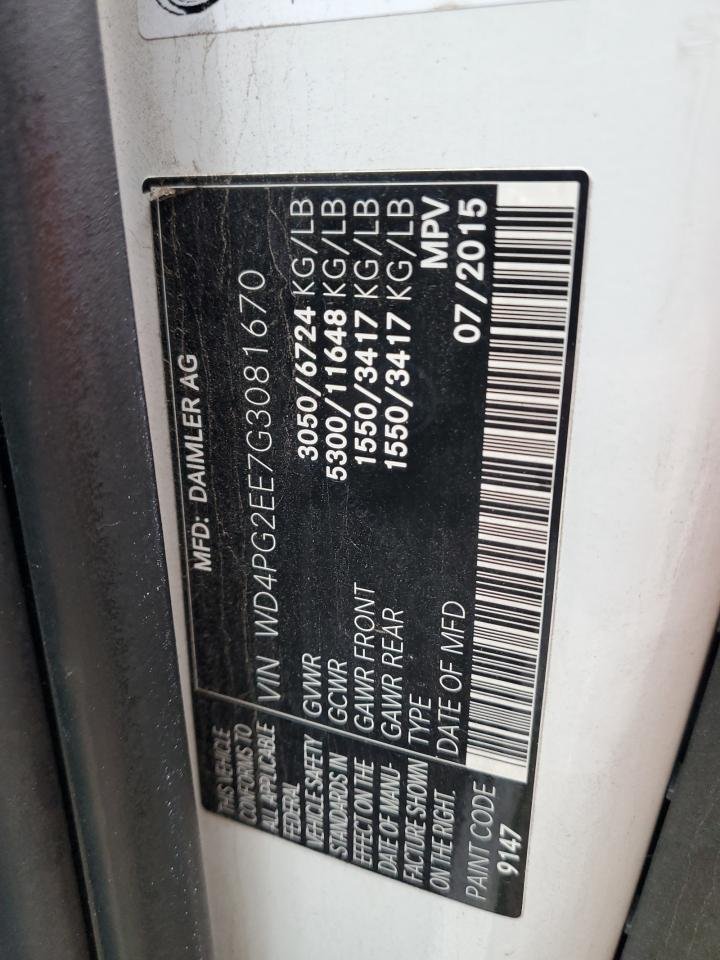 MFD: DAIMLER AG
VIN WD4PG2EE7G3081670
GVWR 3050/6724 KG/LB
GCWR 5300/11648 KG/LB
GAWR FRONT 1550/3417 KG/LB
GAWR REAR 1550/3417 KG/LB
TYPE MPV
DATE OF MFD 07/2015
THIS VEHICLE
CONFORMS TO
ALL APPLICABLE
FEDERAL
VEHICLE SAFETY
STANDARDS IN
EFFECT ON THE
DATE OF MANU-
FACTURE SHOWN
ON THE RIGHT.
PAINT CODE
9147